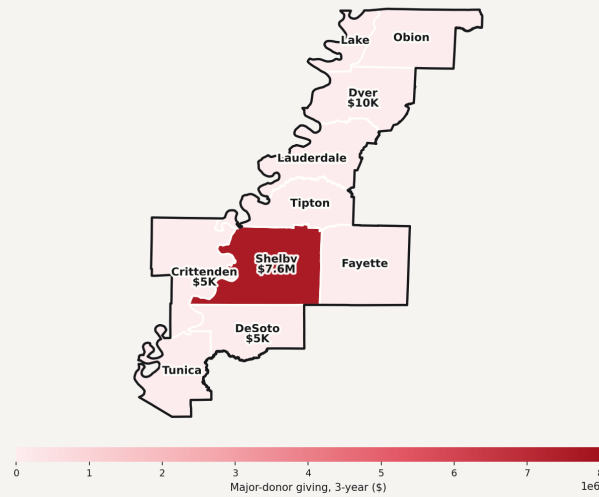 Lake
Obion
Dyer
$10K
Lauderdale
Tipton
Shelby
$7.6M
Fayette
Crittenden
$5K
DeSoto
$5K
Tunica
0 1 2 3 4 5 6 7 8
1e6
Major-donor giving, 3-year ($)